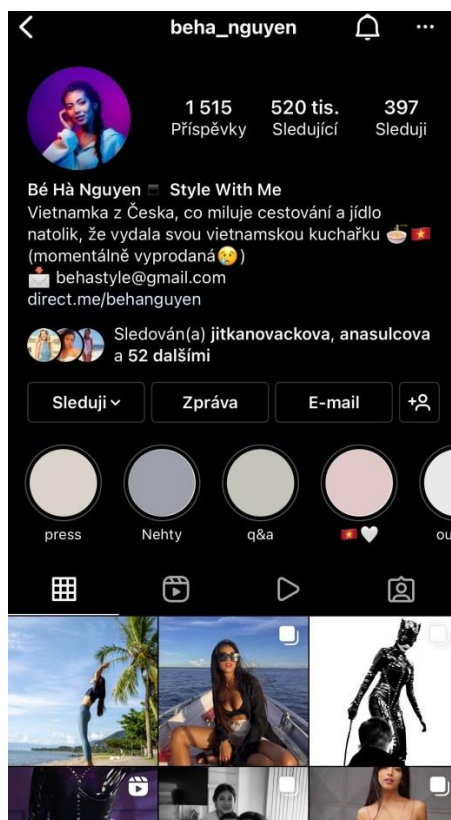 beha_nguyen
1 515 520 tis. 397
Příspěvky Sledující Sleduji
Bé Hà Nguyen Style With Me
Vietnamka z Česka, co miluje cestování a jídlo
natolik, že vydala svou vietnamskou kuchařku 🍜🇻🇳
(momentálně vyprodaná😢)
📩 behastyle@gmail.com
direct.me/behanguyen
Sledován(a) jitkanovackova, anasulcova
a 52 dalšími
Sleduji Zpráva E-mail
press Nehty q&a 🇻🇳🤍 ou